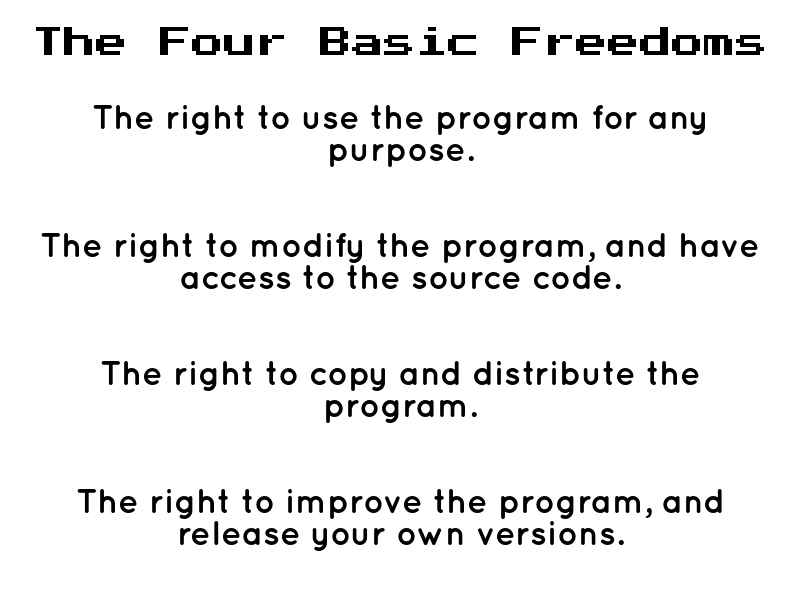 The Four Basic Freedoms
The right to use the program for any
purpose.
The right to modify the program, and have
access to the source code.
The right to copy and distribute the
program.
The right to improve the program, and
release your own versions.